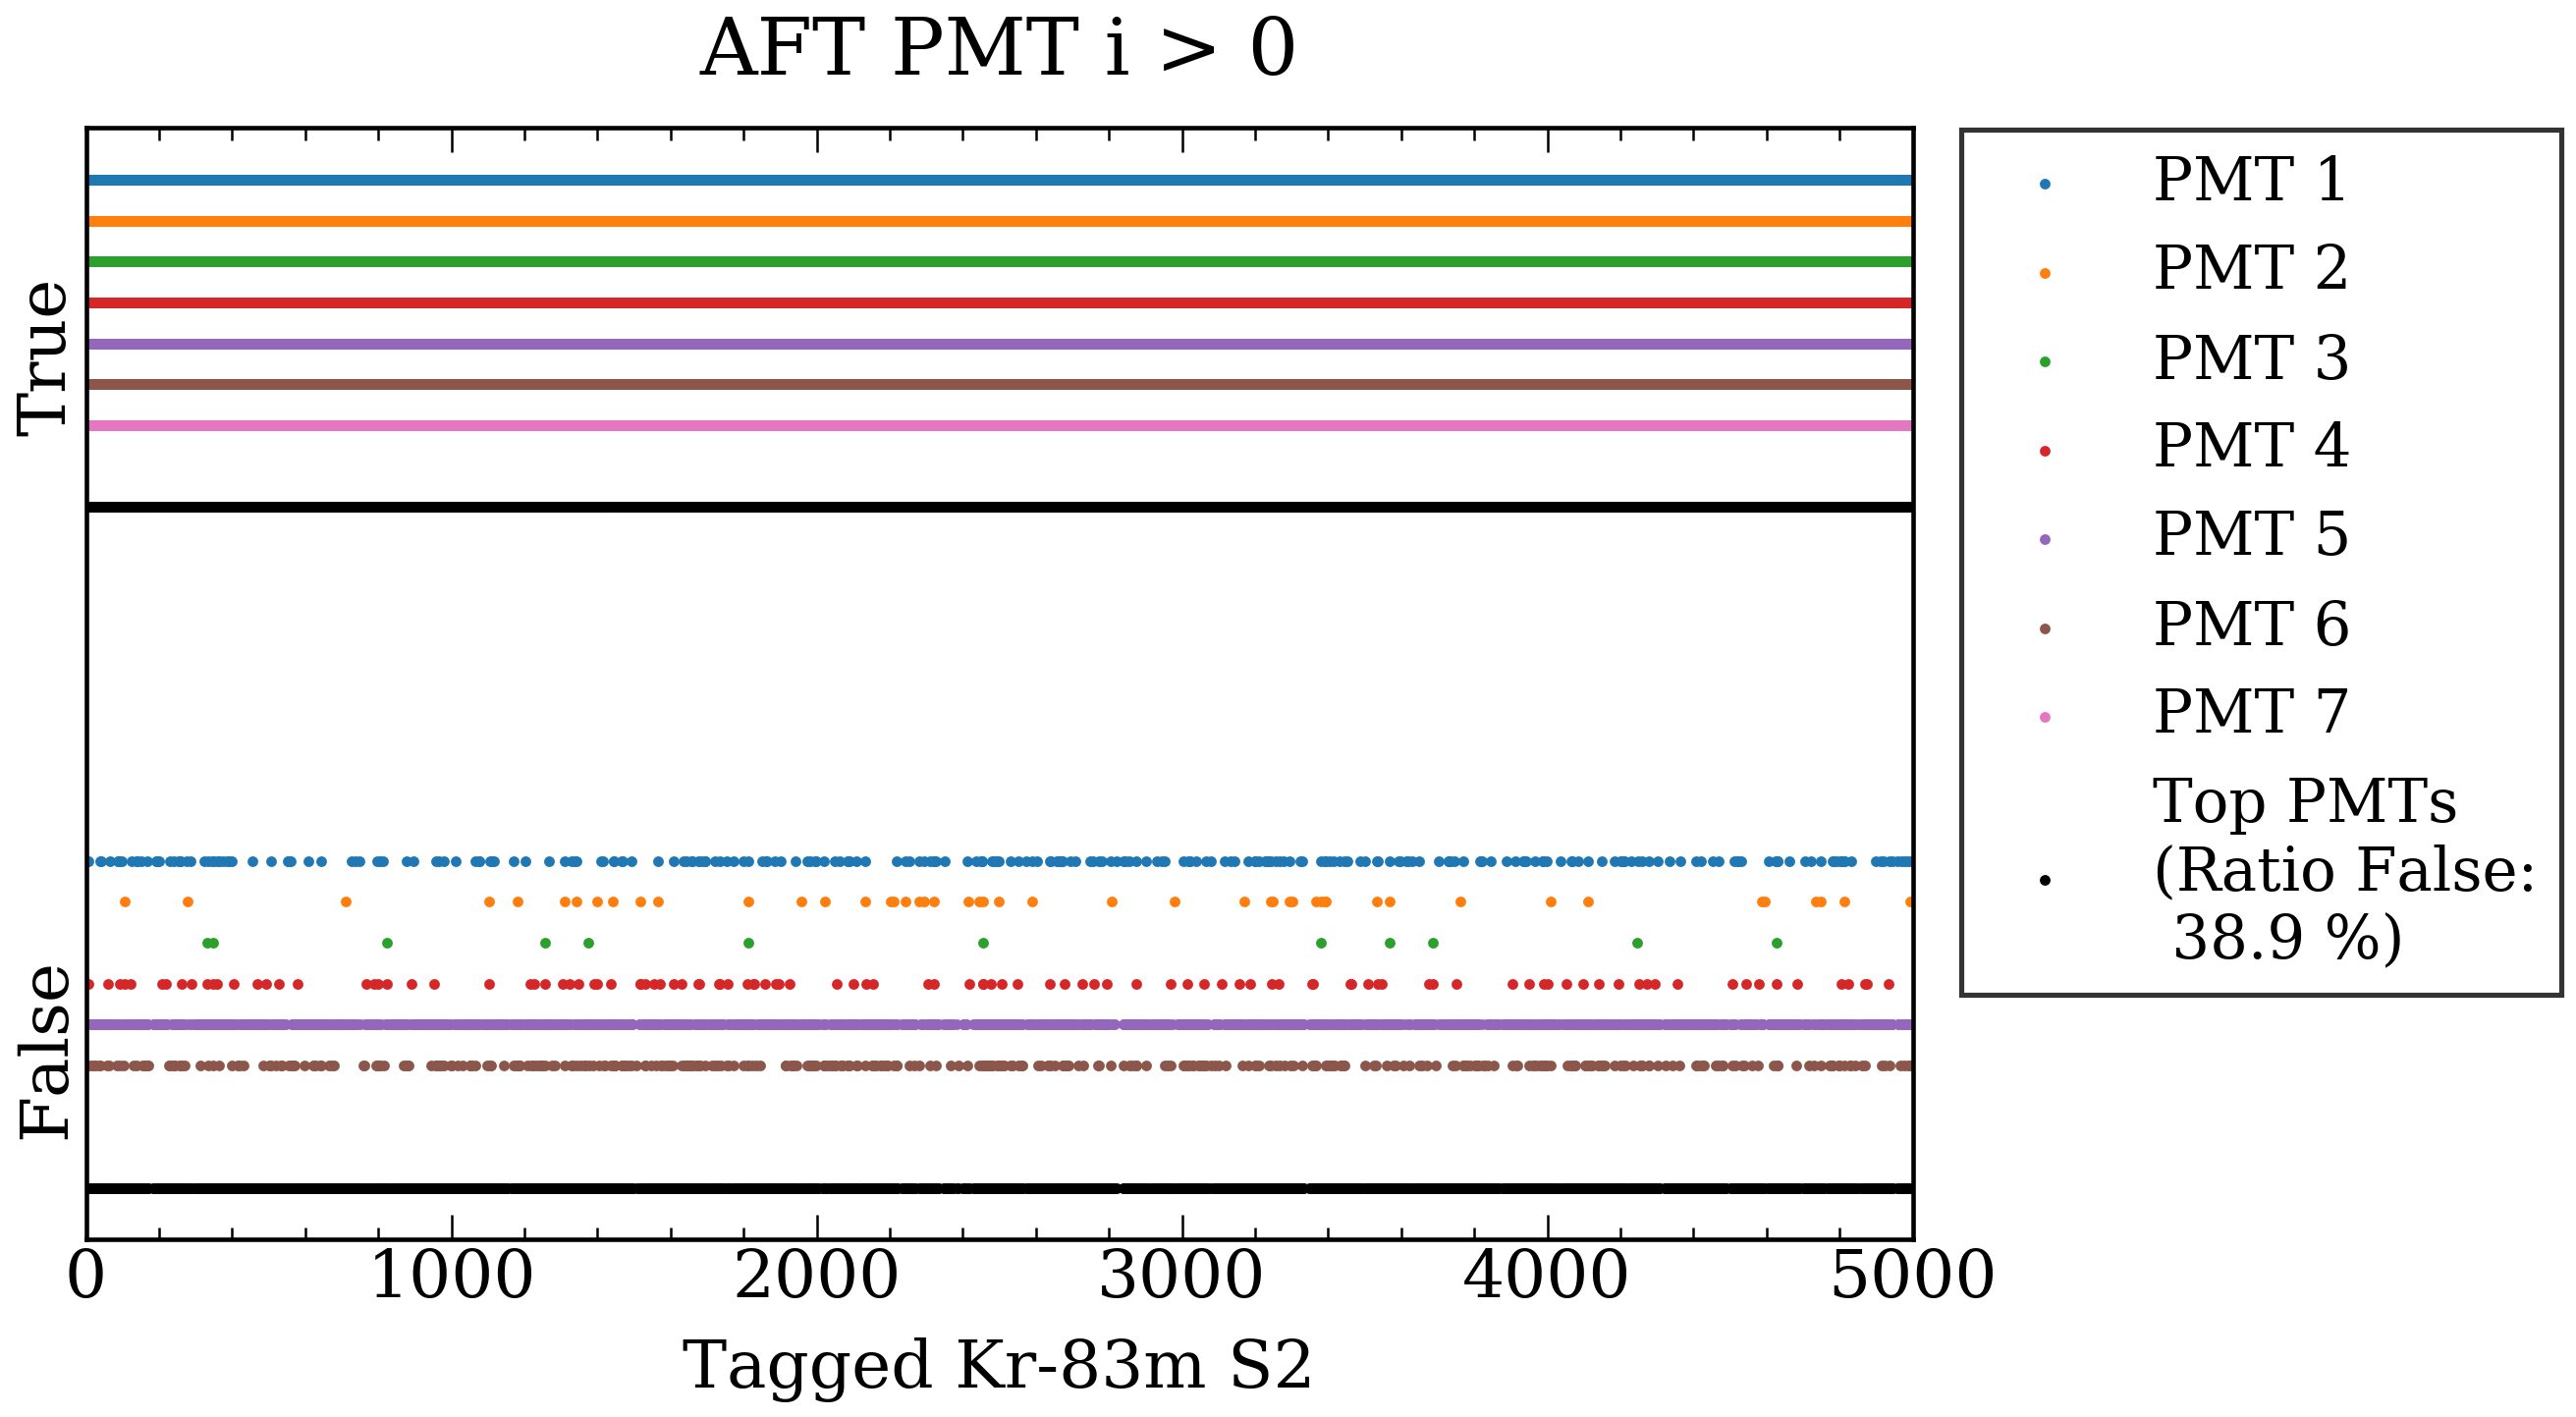 AFT PMT i > 0
True
False
0 1000 2000 3000 4000 5000
Tagged Kr-83m S2
PMT 1
PMT 2
PMT 3
PMT 4
PMT 5
PMT 6
PMT 7
Top PMTs
(Ratio False:
38.9 %)